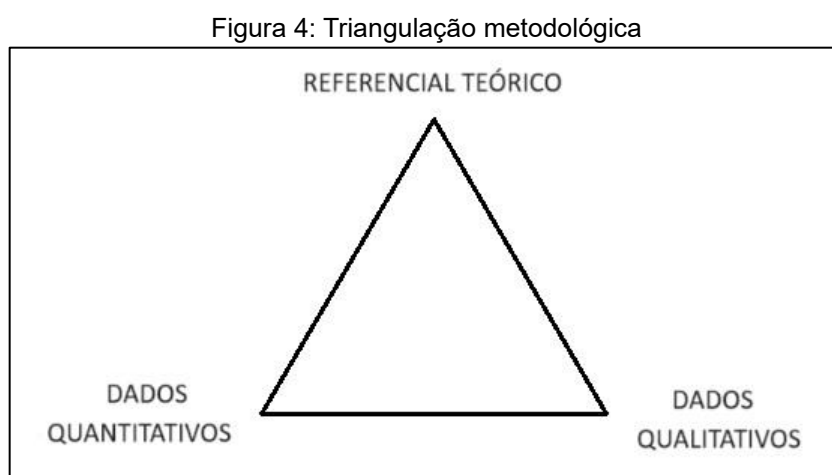 Figura 4: Triangulação metodológica
REFERENCIAL TEÓRICO
DADOS
QUANTITATIVOS
DADOS
QUALITATIVOS